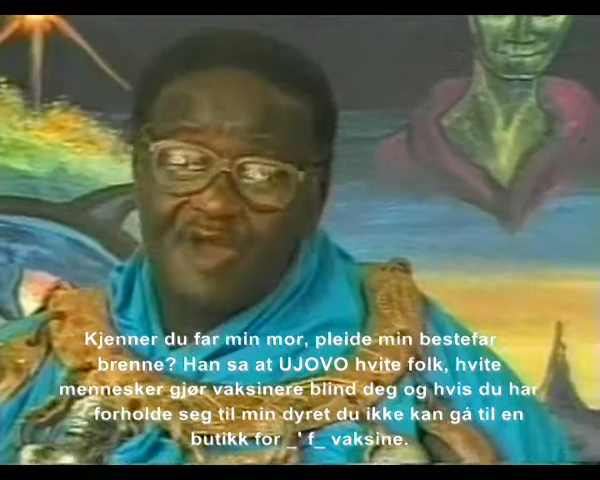 Kjenner du far min mor, pleide min bestefar
brenne? Han sa at UJOVO hvite folk, hvite
mennesker gjør vaksinere blind deg og hvis du har
forholde seg til min dyret du ikke kan gå til en
butikk for _' f_ vaksine.